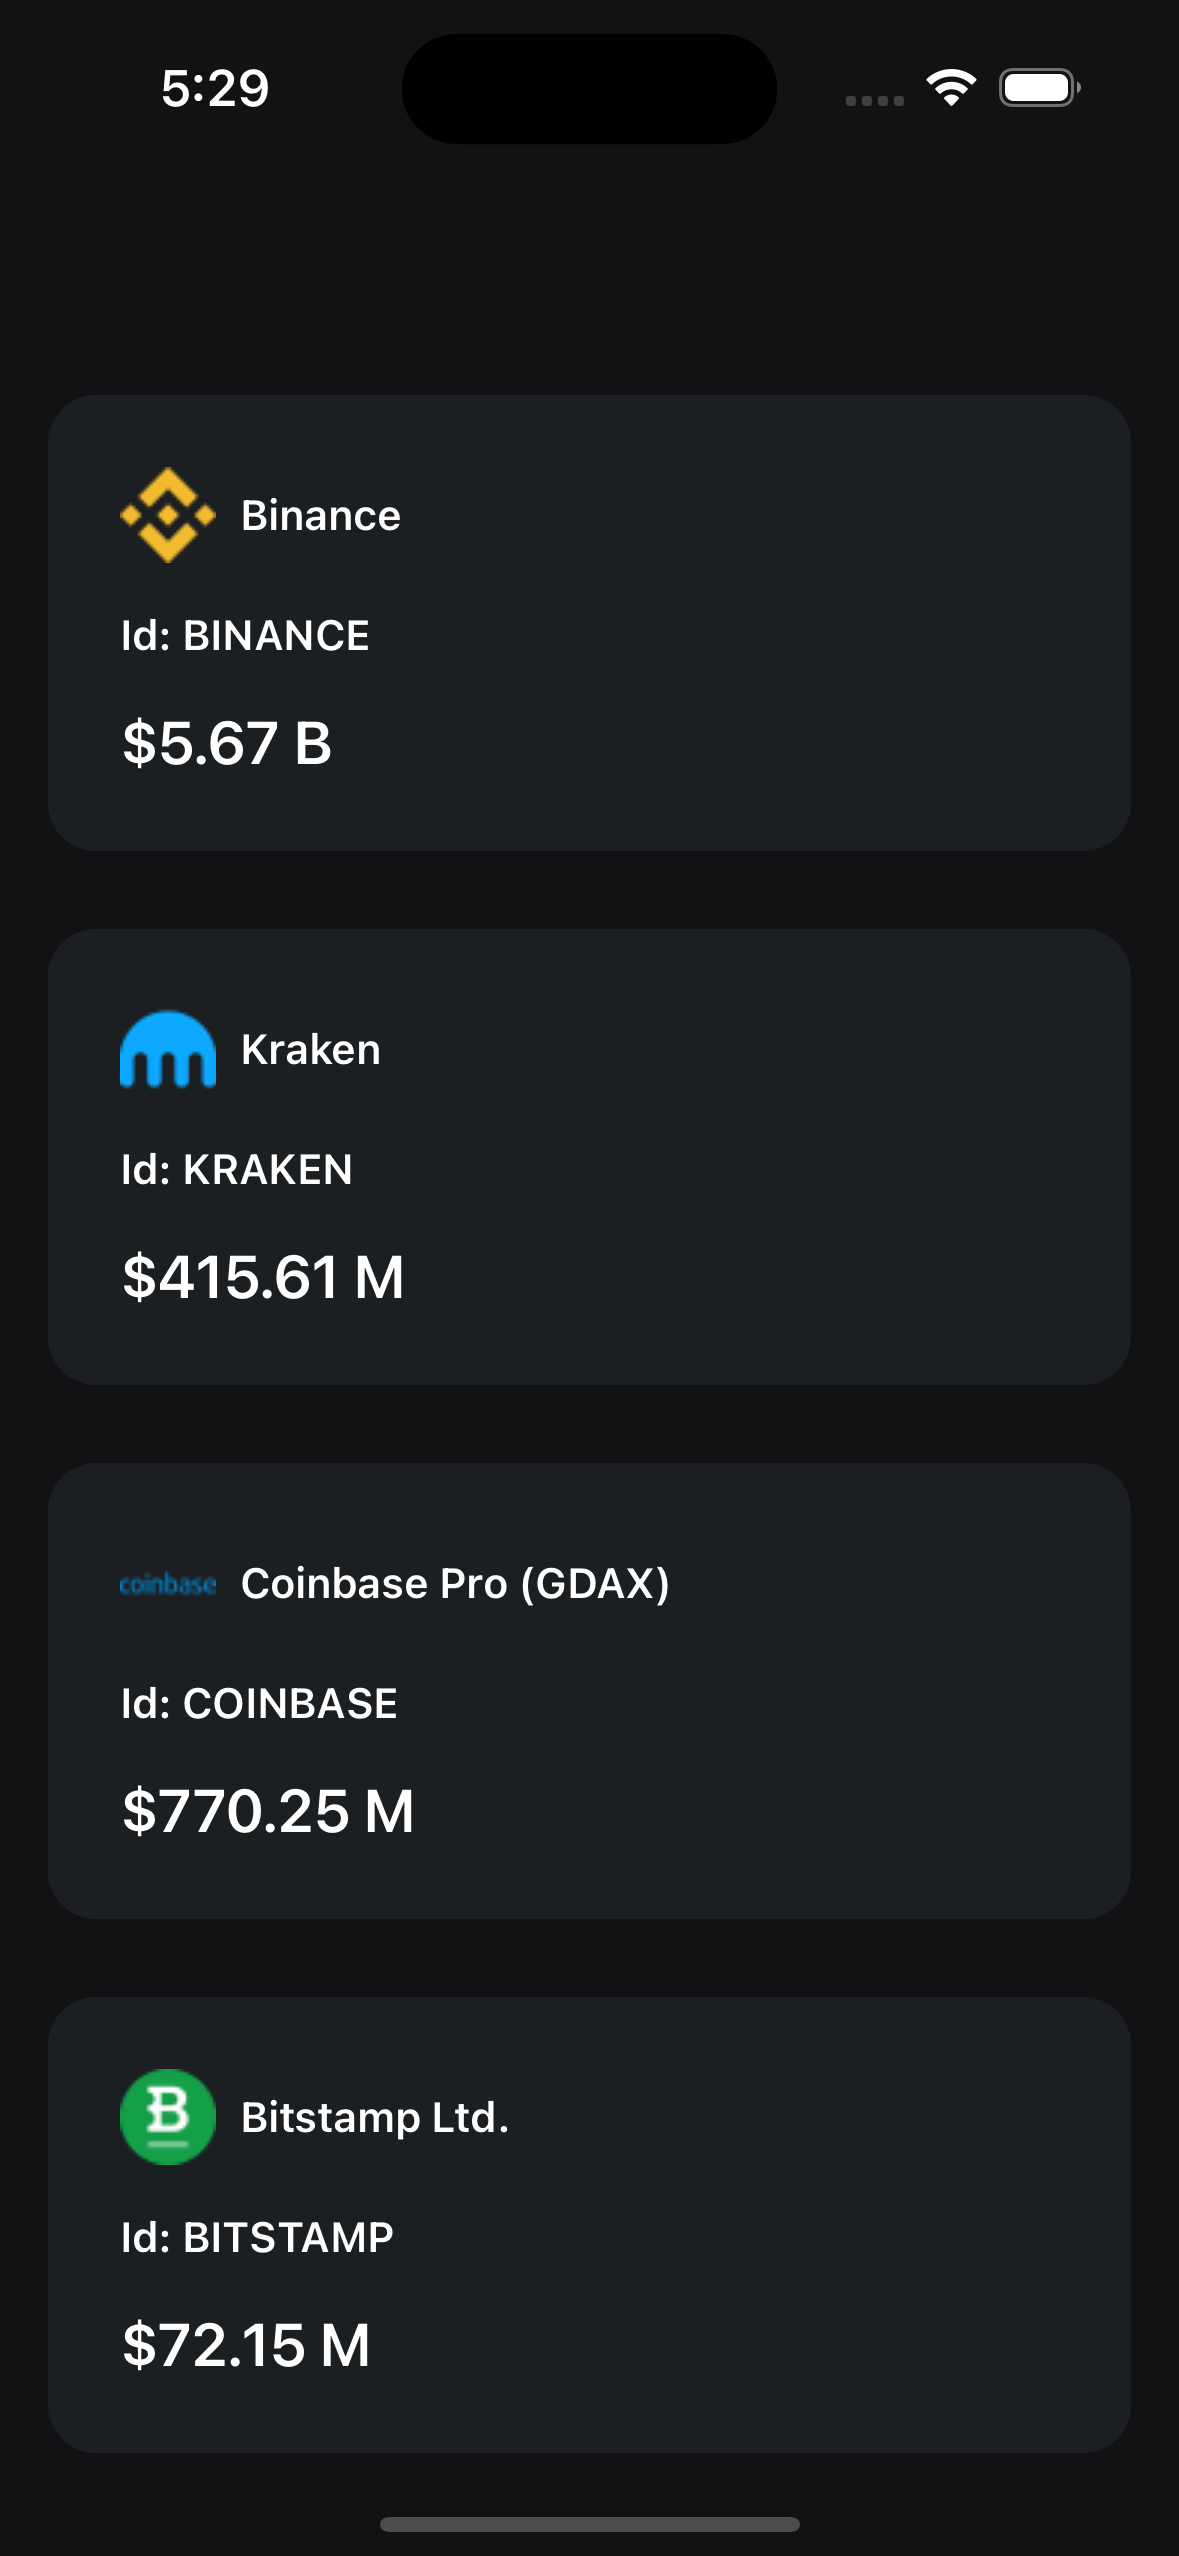 5:29
Binance
Id: BINANCE
$5.67 B
Kraken
Id: KRAKEN
$415.61 M
coinbase Coinbase Pro (GDAX)
Id: COINBASE
$770.25 M
Bitstamp Ltd.
Id: BITSTAMP
$72.15 M